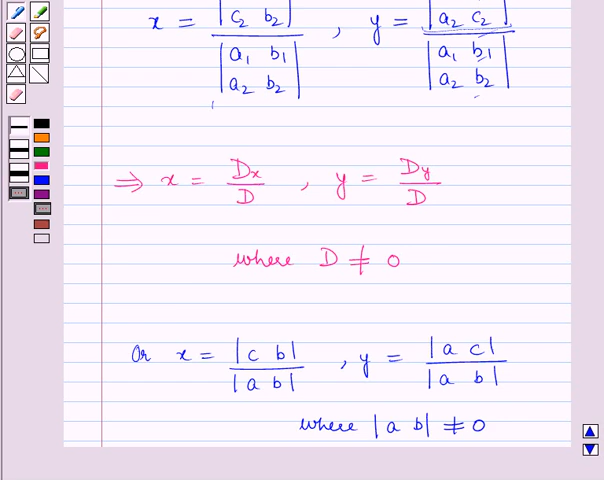 x = |c₂ b₂| / |a₁ b₁; a₂ b₂| , y = |a₂ c₂| / |a₁ b₁; a₂ b₂|
⇒ x = Dx/D , y = Dy/D
where D ≠ 0
Or x = |c b|/|a b| , y = |a c|/|a b|
where |a b| ≠ 0